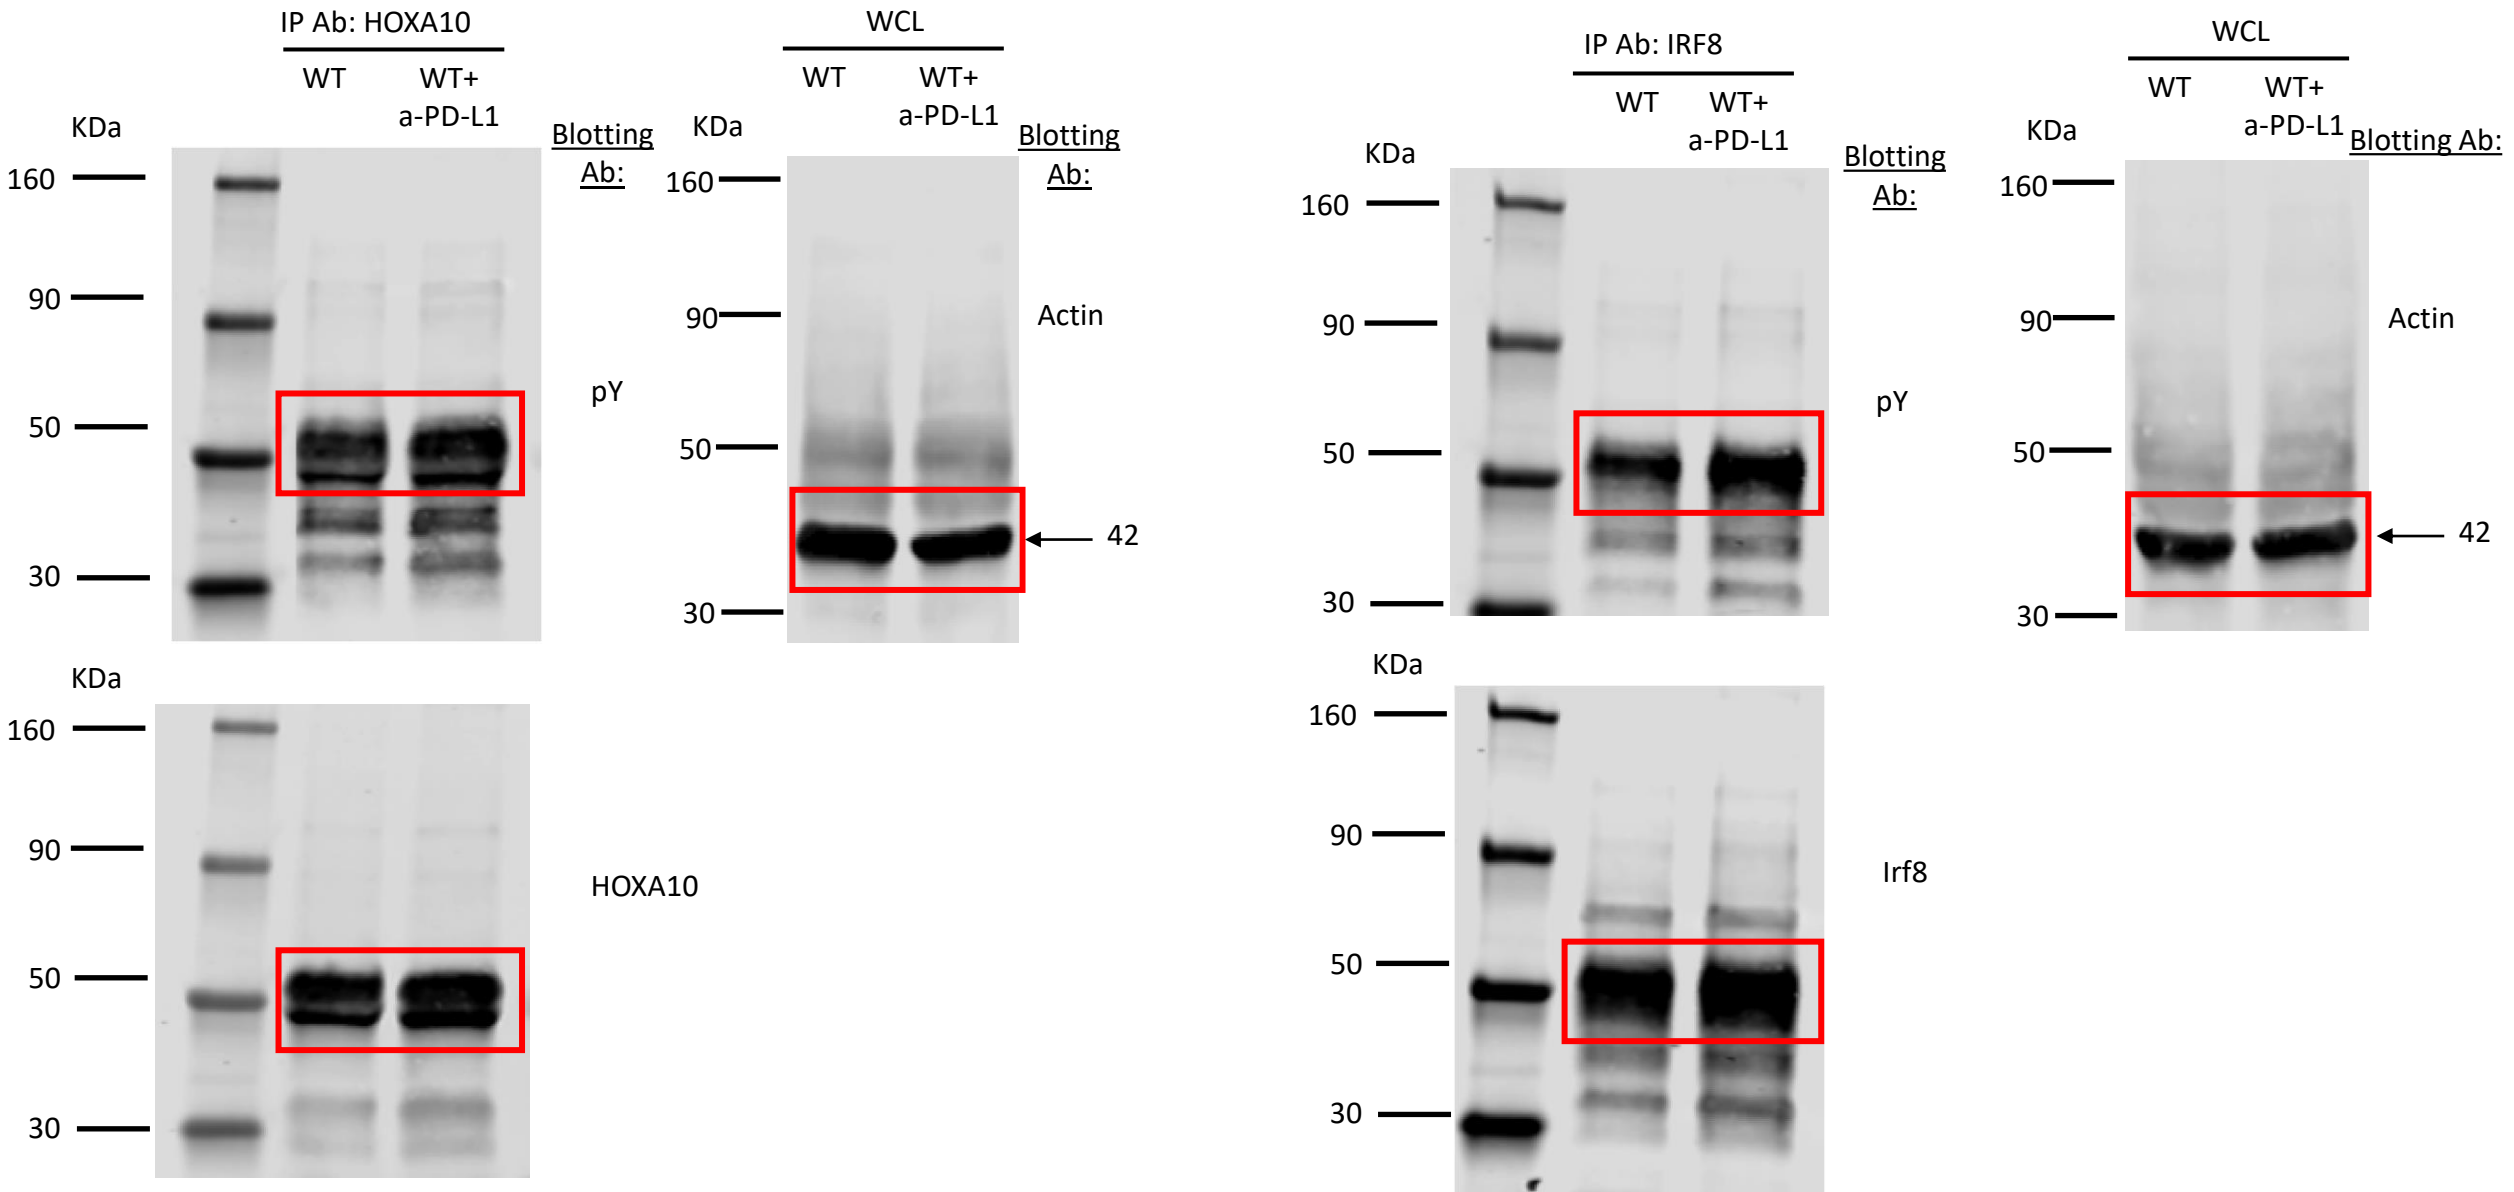 IP Ab: HOXA10
WT
WT+
a-PD-L1
KDa
Blotting
Ab:
160
90
50
30
pY
WCL
WT
WT+
a-PD-L1
KDa
Blotting
Ab:
160
90
50
30
Actin
42
KDa
160
90
50
30
HOXA10
IP Ab: IRF8
WT
WT+
a-PD-L1
KDa
Blotting
Ab:
160
90
50
30
pY
WCL
WT
WT+
a-PD-L1
KDa
Blotting Ab:
160
90
50
30
Actin
42
KDa
160
90
50
30
Irf8